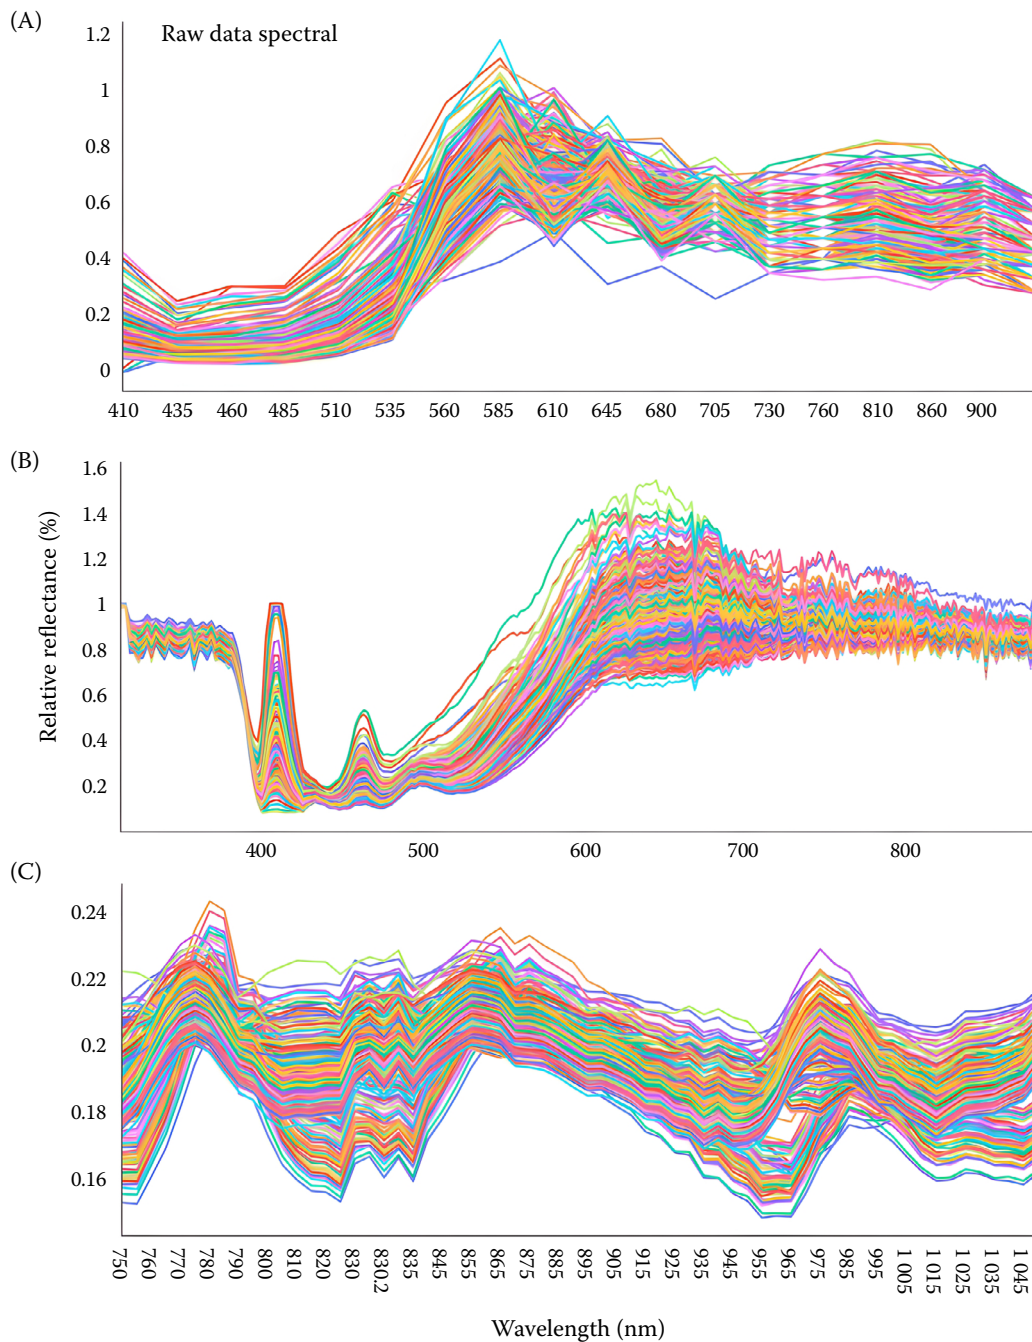 (A)
Raw data spectral
1.2
1
0.8
0.6
0.4
0.2
0
410 435 460 485 510 535 560 585 610 645 680 705 730 760 810 860 900
(B)
Relative reflectance (%)
1.6
1.4
1.2
1
0.8
0.6
0.4
0.2
400 500 600 700 800
(C)
0.24
0.22
0.2
0.18
0.16
750 760 770 780 790 800 810 820 830 830.2 835 845 855 865 875 885 895 905 915 925 935 945 955 965 975 985 995 1 005 1 015 1 025 1 035 1 045
Wavelength (nm)